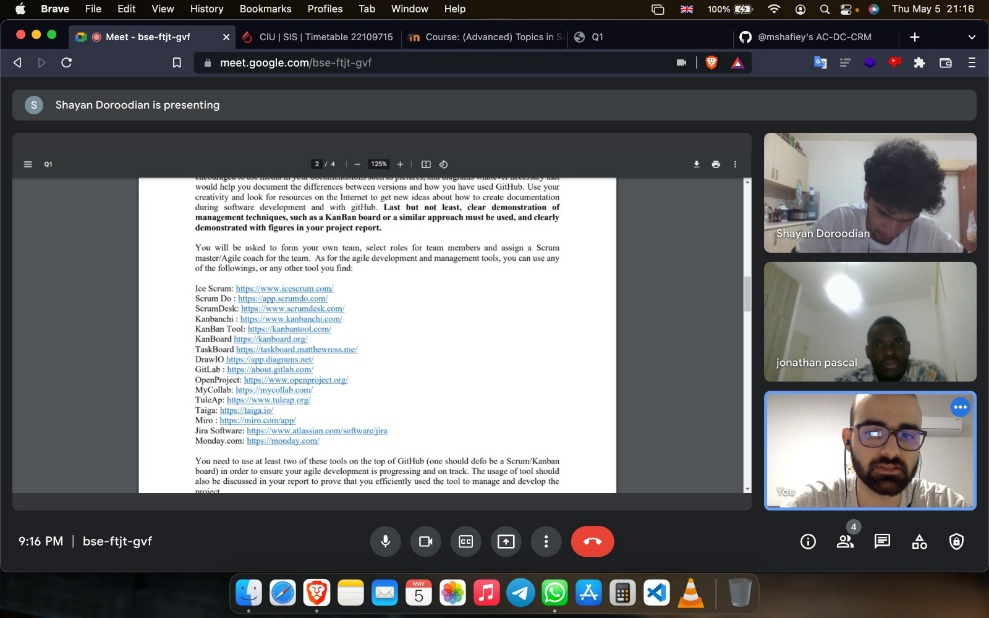 Brave File Edit View History Bookmarks Profiles Tab Window Help 100% Thu May 5 21:16
Meet - bse-ftjt-gvf CIU | SIS | Timetable 22109715 Course: (Advanced) Topics in S Q1 @mshafiey's AC-DC-CRM
meet.google.com/bse-ftjt-gvf
S Shayan Doroodian is presenting
Q1 2 / 4 125%
would help you document the differences between versions and how you have used GitHub. Use your
creativity and look for resources on the Internet to get new ideas about how to create documentation
during software development and with gitHub. Last but not least, clear demonstration of
management techniques, such as a KanBan board or a similar approach must be used, and clearly
demonstrated with figures in your project report.
You will be asked to form your own team, select roles for team members and assign a Scrum
master/Agile coach for the team. As for the agile development and management tools, you can use any
of the followings, or any other tool you find:
Ice Scrum: https://www.icescrum.com/
Scrum Do : https://app.scrumdo.com/
ScrumDesk: https://www.scrumdesk.com/
Kanbanchi : https://www.kanbanchi.com/
KanBan Tool: https://kanbantool.com/
KanBoard https://kanboard.org/
TaskBoard https://taskboard.matthewross.me/
DrawIO https://app.diagrams.net/
GitLab : https://about.gitlab.com/
OpenProject: https://www.openproject.org/
MyCollab: https://mycollab.com/
TuleAp: https://www.tuleap.org/
Taiga: https://taiga.io/
Miro : https://miro.com/app/
Jira Software: https://www.atlassian.com/software/jira
Monday.com: https://monday.com/
You need to use at least two of these tools on the top of GitHub (one should defo be a Scrum/Kanban
board) in order to ensure your agile development is progressing and on track. The usage of tool should
also be discussed in your report to prove that you efficiently used the tool to manage and develop the
project
Shayan Doroodian
jonathan pascal
You
9:16 PM | bse-ftjt-gvf
CC
4
MAY
5